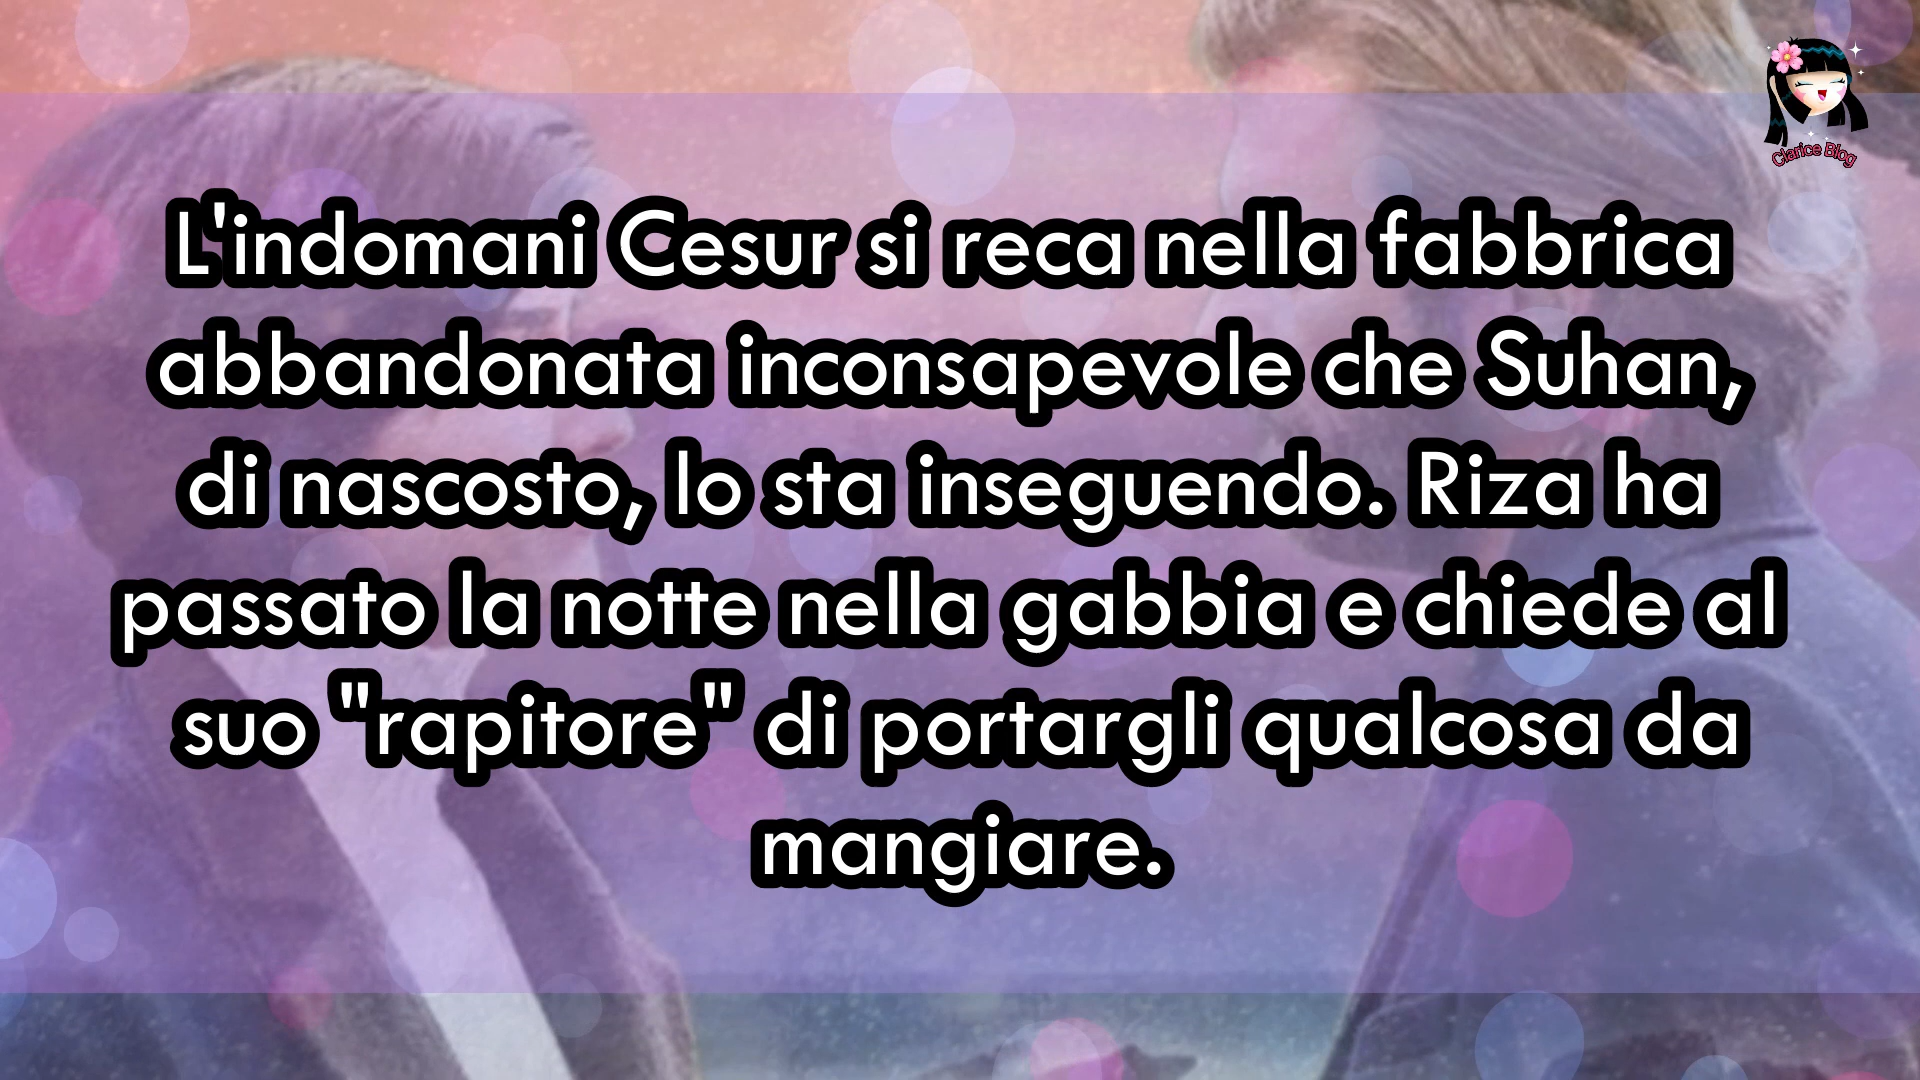 Clarice Blog
L'indomani Cesur si reca nella fabbrica
abbandonata inconsapevole che Suhan,
di nascosto, lo sta inseguendo. Riza ha
passato la notte nella gabbia e chiede al
suo "rapitore" di portargli qualcosa da
mangiare.